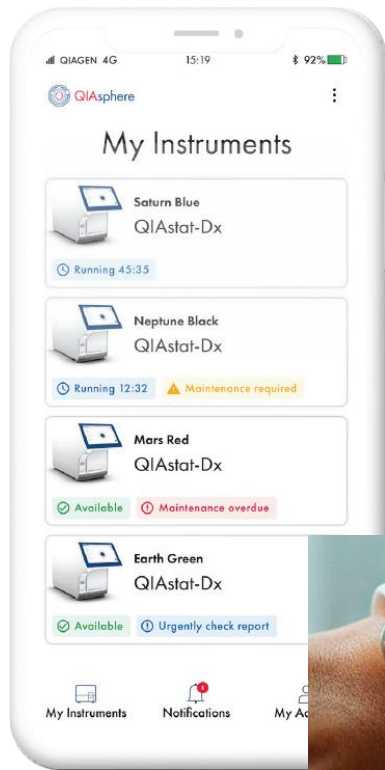 QIAGEN 4G 15:19 92%
QIAsphere
My Instruments
Saturn Blue
QIAstat-Dx
Running 45:35
Neptune Black
QIAstat-Dx
Running 12:32 Maintenance required
Mars Red
QIAstat-Dx
Available Maintenance overdue
Earth Green
QIAstat-Dx
Available Urgently check report
My Instruments Notifications My